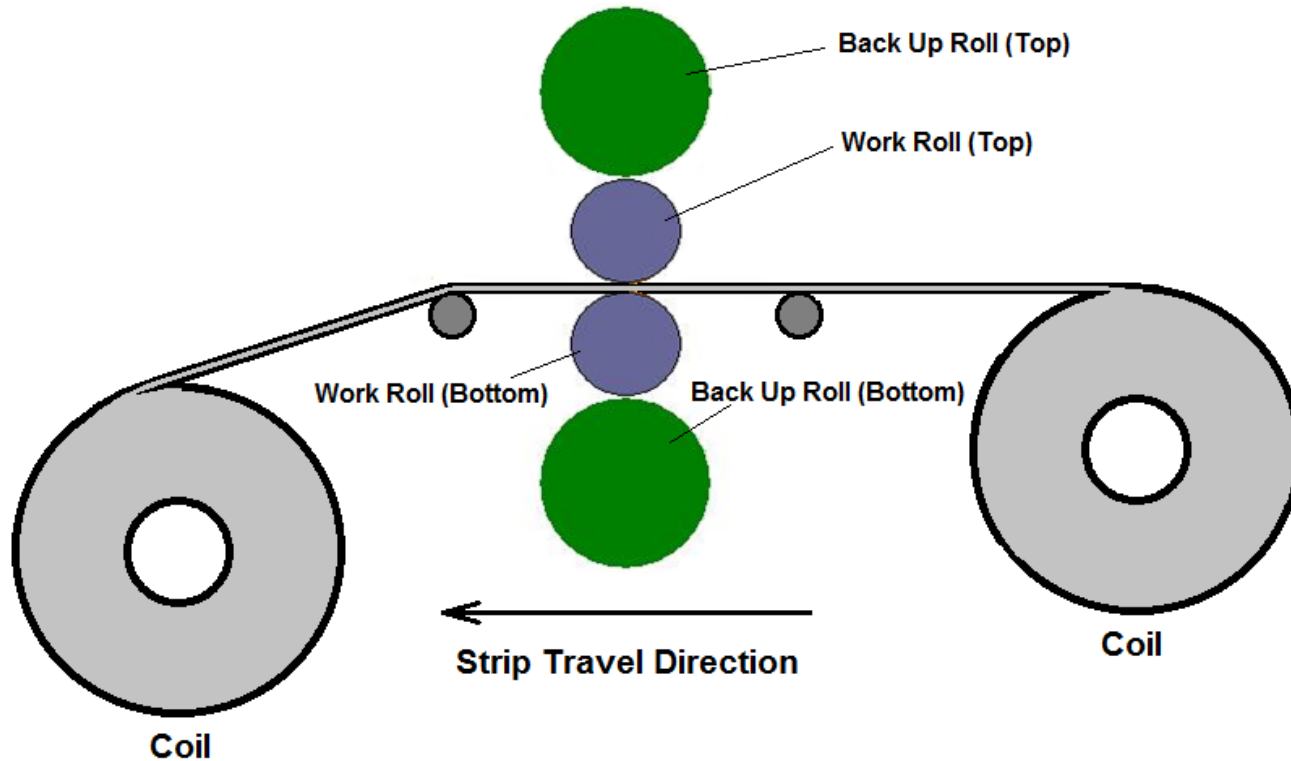 Back Up Roll (Top)
Work Roll (Top)
Work Roll (Bottom)
Back Up Roll (Bottom)
Strip Travel Direction
Coil
Coil